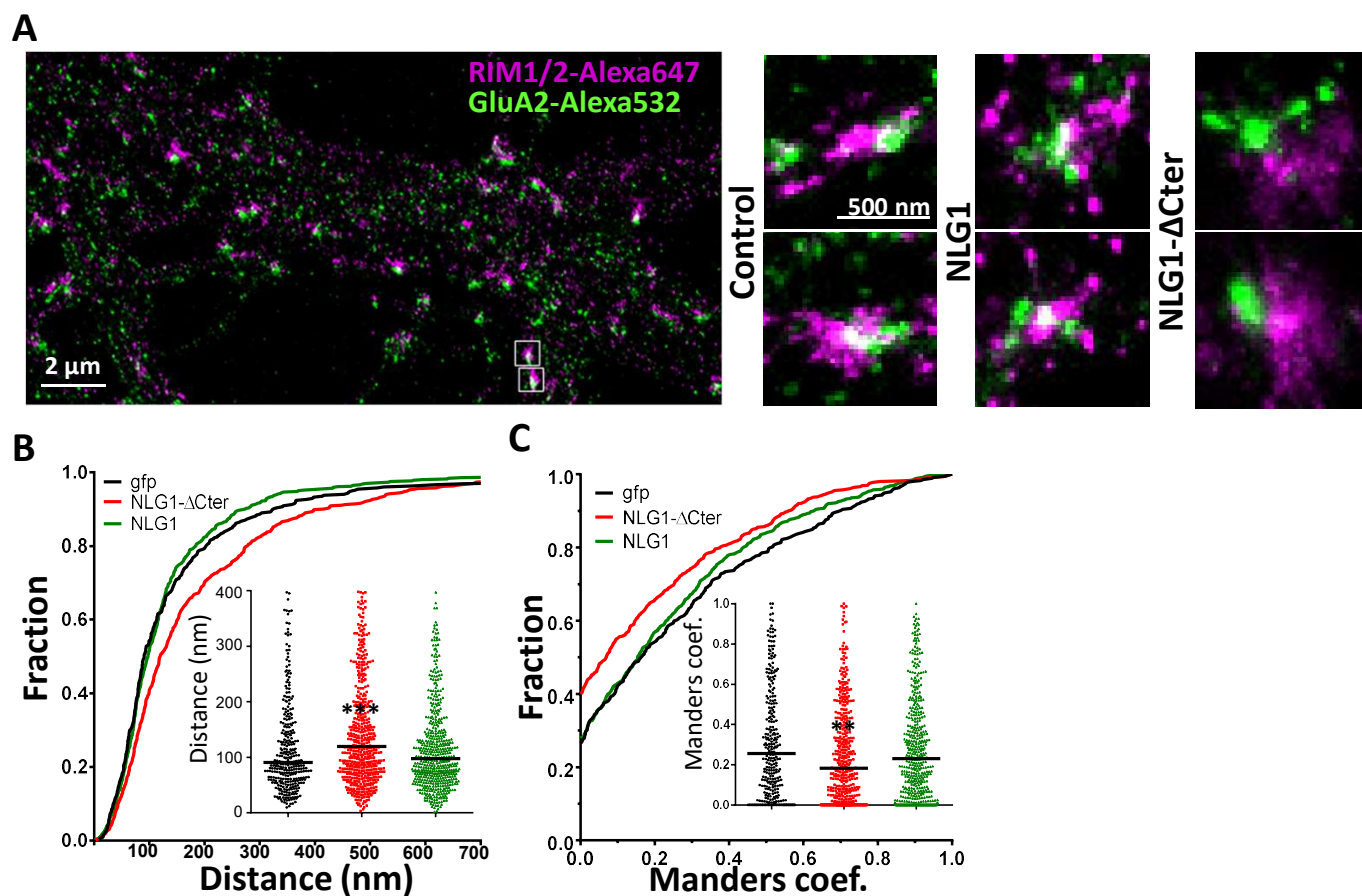 A
RIM1/2-Alexa647
GluA2-Alexa532
2 μm
Control
500 nm
NLG1
NLG1-ΔCter
B
Fraction
1.0
0.8
0.6
0.4
0.2
0.0
gfp
NLG1-ΔCter
NLG1
100
200
300
400
500
600
700
Distance (nm)
Distance (nm)
400
300
200
100
0
***
C
Fraction
1.0
0.8
0.6
0.4
0.2
0.0
gfp
NLG1-ΔCter
NLG1
0.0
0.2
0.4
0.6
0.8
1.0
Manders coef.
Manders coef.
1.0
0.8
0.6
0.4
0.2
0.0
**